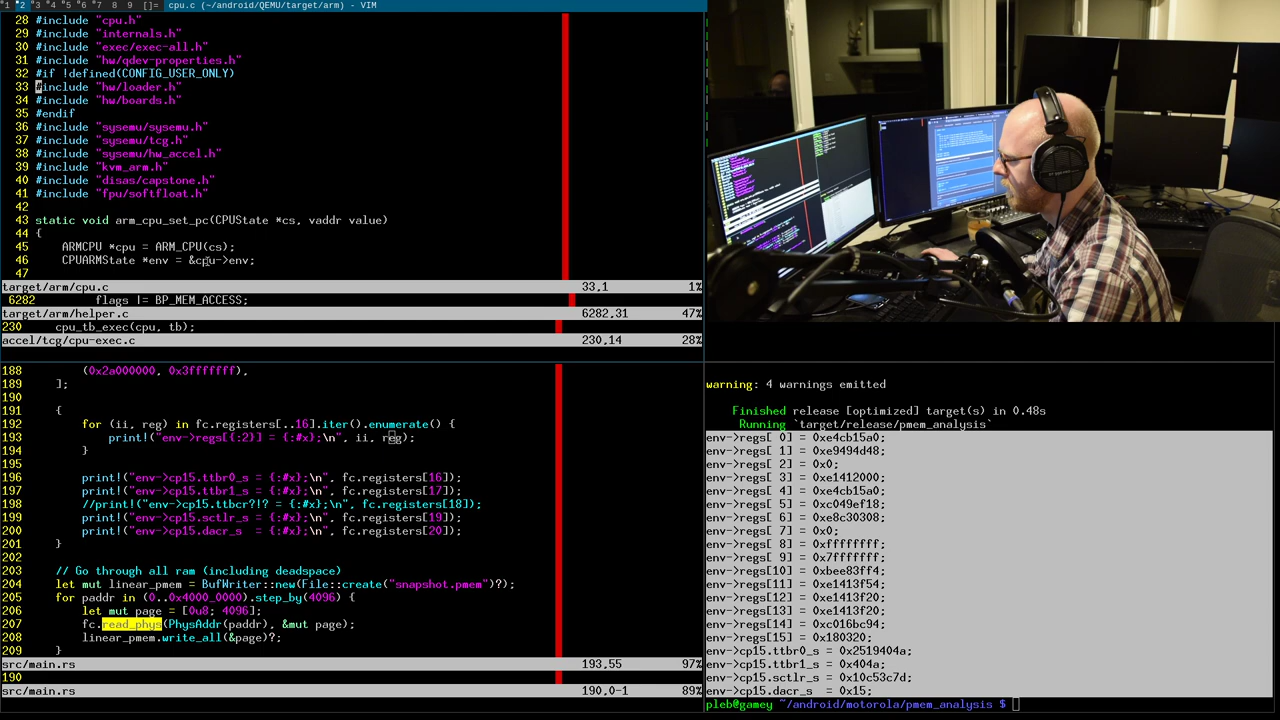 1 2 3 4 5 6 7 8 9 []= cpu.c (~/android/QEMU/target/arm) - VIM
28 #include "cpu.h"
29 #include "internals.h"
30 #include "exec/exec-all.h"
31 #include "hw/qdev-properties.h"
32 #if !defined(CONFIG_USER_ONLY)
33 #include "hw/loader.h"
34 #include "hw/boards.h"
35 #endif
36 #include "sysemu/sysemu.h"
37 #include "sysemu/tcg.h"
38 #include "sysemu/hw_accel.h"
39 #include "kvm_arm.h"
40 #include "disas/capstone.h"
41 #include "fpu/softfloat.h"
42
43 static void arm_cpu_set_pc(CPUState *cs, vaddr value)
44 {
45     ARMCPU *cpu = ARM_CPU(cs);
46     CPUARMState *env = &cpu->env;
47
target/arm/cpu.c 33,1 1%
6282         flags != BP_MEM_ACCESS;
target/arm/helper.c 6282,31 47%
230     cpu_tb_exec(cpu, tb);
accel/tcg/cpu-exec.c 230,14 28%
188         (0x2a000000, 0x3fffffff),
189     ];
190
191     {
192         for (ii, reg) in fc.registers[..16].iter().enumerate() {
193             print!("env->regs[{:2}] = {:#x};\n", ii, reg);
194         }
195
196         print!("env->cp15.ttbr0_s = {:#x};\n", fc.registers[16]);
197         print!("env->cp15.ttbr1_s = {:#x};\n", fc.registers[17]);
198         //print!("env->cp15.ttbcr?!? = {:#x};\n", fc.registers[18]);
199         print!("env->cp15.sctlr_s = {:#x};\n", fc.registers[19]);
200         print!("env->cp15.dacr_s  = {:#x};\n", fc.registers[20]);
201     }
202
203     // Go through all ram (including deadspace)
204     let mut linear_pmem = BufWriter::new(File::create("snapshot.pmem")?);
205     for paddr in (0..0x4000_0000).step_by(4096) {
206         let mut page = [0u8; 4096];
207         fc.read_phys(PhysAddr(paddr), &mut page);
208         linear_pmem.write_all(&page)?;
209     }
src/main.rs 193,55 97%
190
src/main.rs 190,0-1 89%
warning: 4 warnings emitted
Finished release [optimized] target(s) in 0.48s
Running `target/release/pmem_analysis`
env->regs[ 0] = 0xe4cb15a0;
env->regs[ 1] = 0xe9494d48;
env->regs[ 2] = 0x0;
env->regs[ 3] = 0xe1412000;
env->regs[ 4] = 0xe4cb15a0;
env->regs[ 5] = 0xc049ef18;
env->regs[ 6] = 0xe8c30308;
env->regs[ 7] = 0x0;
env->regs[ 8] = 0xffffffff;
env->regs[ 9] = 0x7fffffff;
env->regs[10] = 0xbee83ff4;
env->regs[11] = 0xe1413f54;
env->regs[12] = 0xe1413f20;
env->regs[13] = 0xe1413f20;
env->regs[14] = 0xc016bc94;
env->regs[15] = 0x180320;
env->cp15.ttbr0_s = 0x2519404a;
env->cp15.ttbr1_s = 0x404a;
env->cp15.sctlr_s = 0x10c53c7d;
env->cp15.dacr_s  = 0x15;
pleb@gamey ~/android/motorola/pmem_analysis $